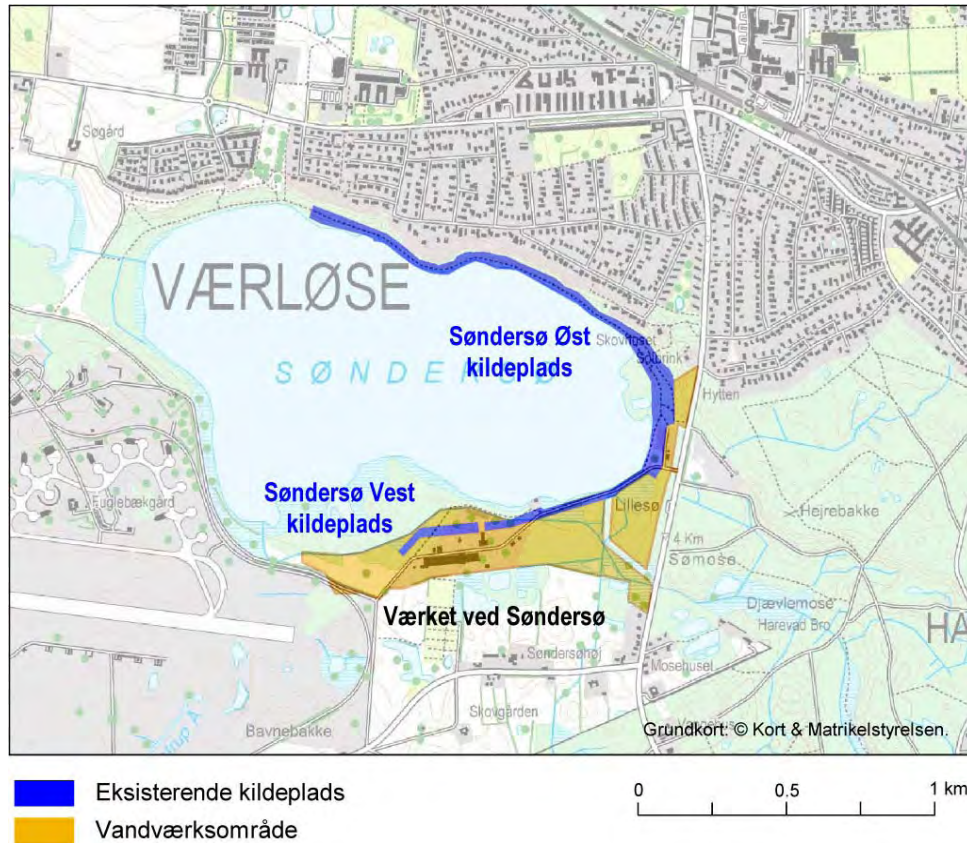 Søgård
VÆRLØSE
SØNDERSØ
Søndersø Øst
kildeplads
Skovhuset
Solbrink
Hytten
Søndersø Vest
kildeplads
Fuglebækgård
Lillesø
Hejrebakke
4 Km
Sømose
Djævlemose
Harevad Bro
HA
Værket ved Søndersø
Søndersøhøj
Mosehuset
Skovgården
Bavnebakke
Grundkort: © Kort & Matrikelstyrelsen.
Eksisterende kildeplads
Vandværksområde
0 0.5 1 km